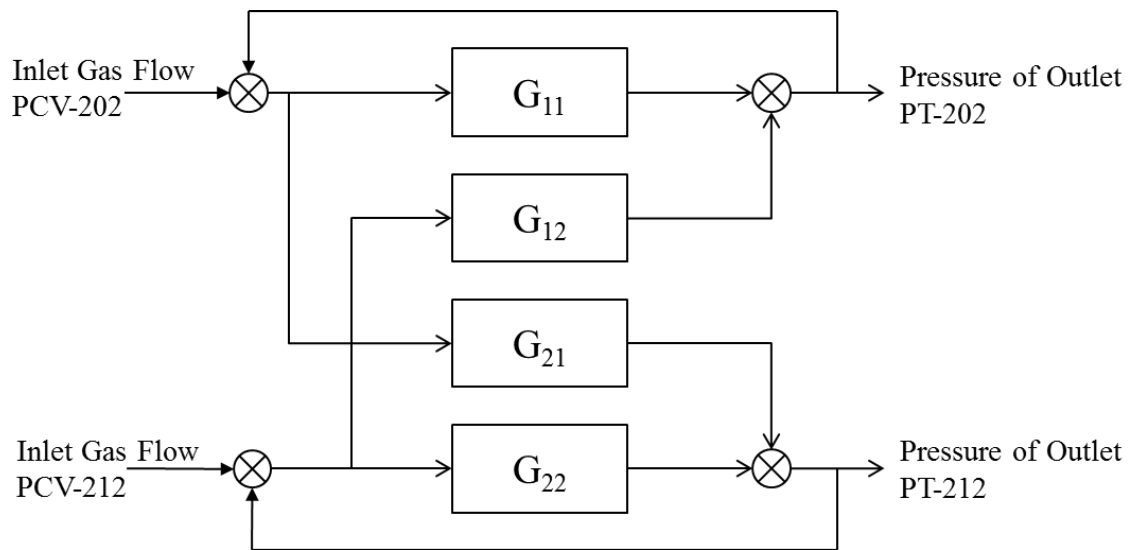 Inlet Gas Flow
PCV-202
G₁₁
Pressure of Outlet
PT-202
G₁₂
G₂₁
Inlet Gas Flow
PCV-212
G₂₂
Pressure of Outlet
PT-212